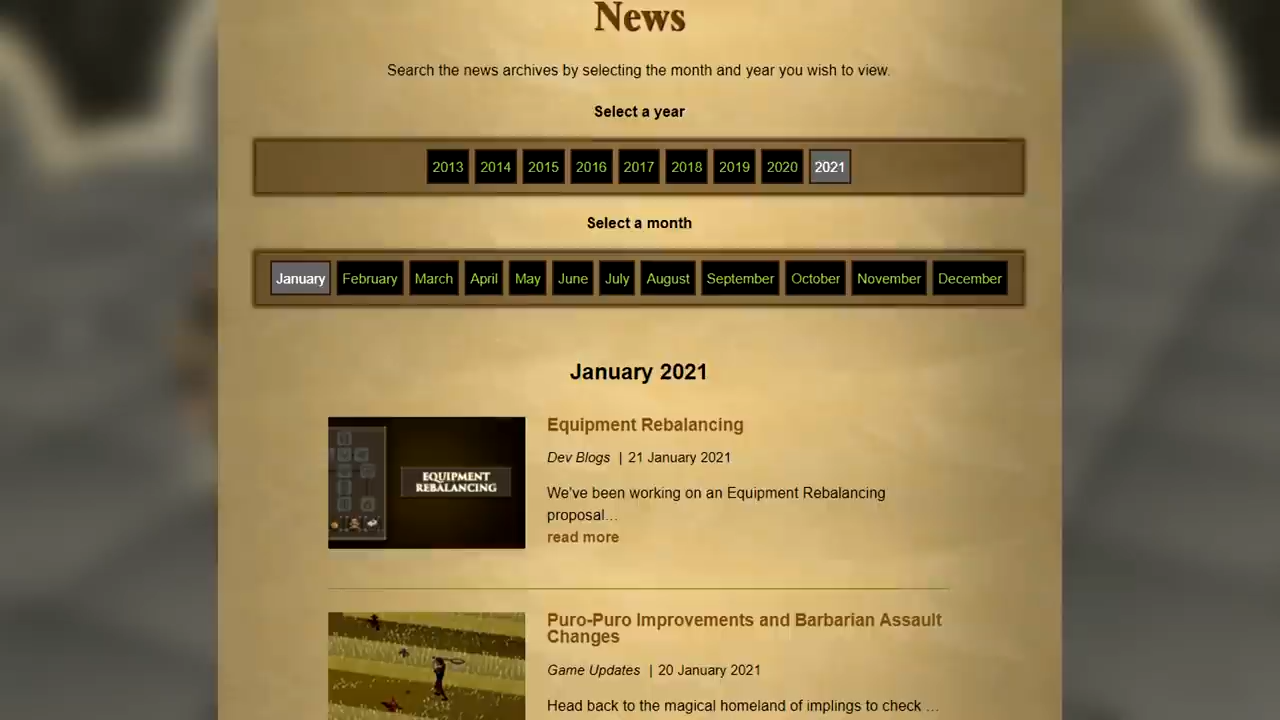 News
Search the news archives by selecting the month and year you wish to view.
Select a year
2013 2014 2015 2016 2017 2018 2019 2020 2021
Select a month
January February March April May June July August September October November December
January 2021
EQUIPMENT
REBALANCING
Equipment Rebalancing
Dev Blogs | 21 January 2021
We've been working on an Equipment Rebalancing
proposal...
read more
Puro-Puro Improvements and Barbarian Assault
Changes
Game Updates | 20 January 2021
Head back to the magical homeland of implings to check ...